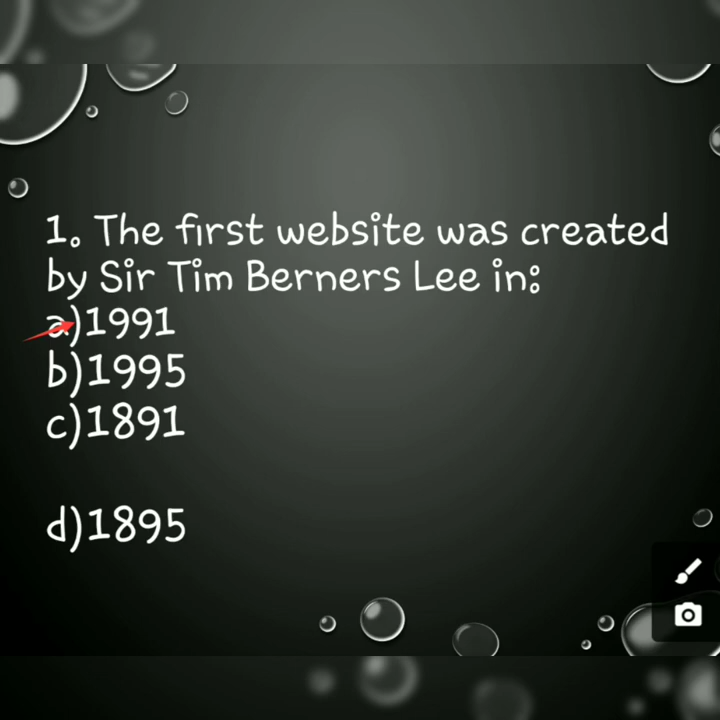 1. The first website was created
by Sir Tim Berners Lee in:
a)1991
b)1995
c)1891
d)1895